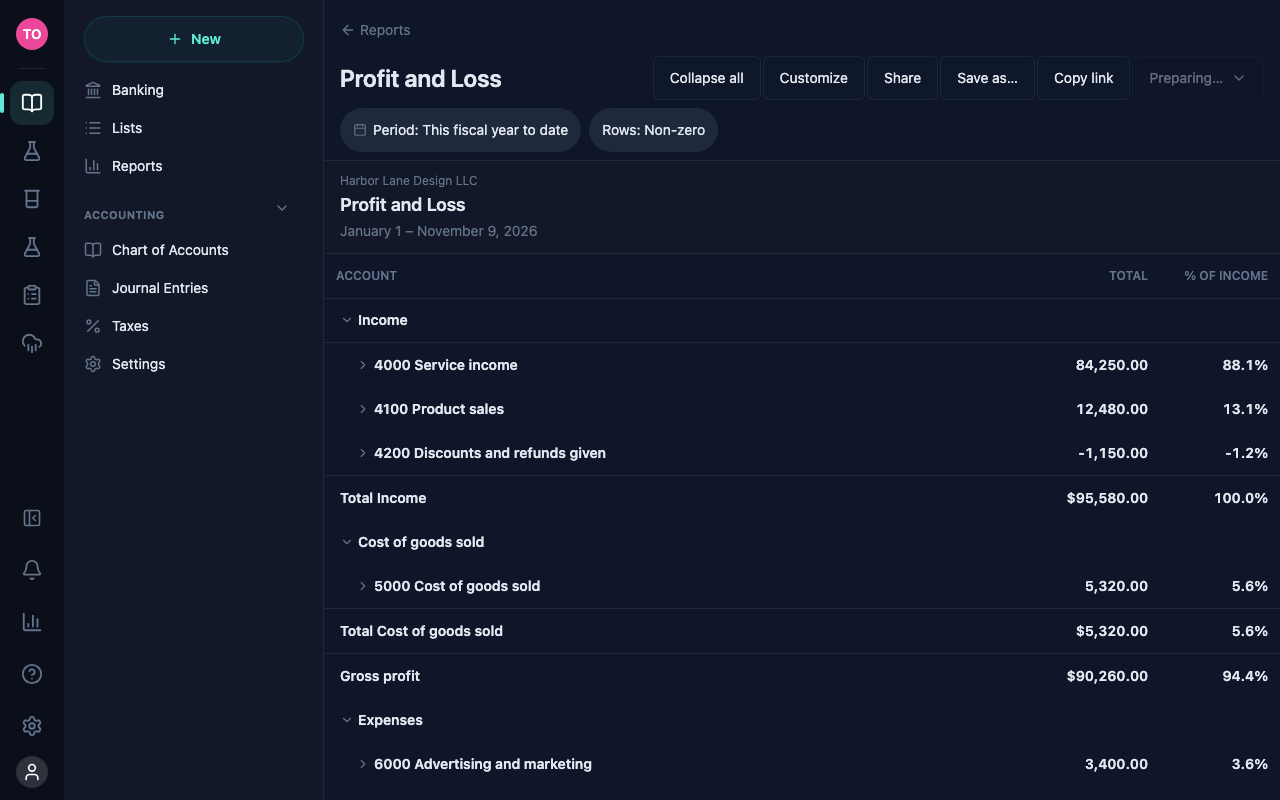 TO
New
Banking
Lists
Reports
ACCOUNTING
Chart of Accounts
Journal Entries
Taxes
Settings
Reports
Profit and Loss
Collapse all
Customize
Share
Save as...
Copy link
Preparing...
Period: This fiscal year to date
Rows: Non-zero
Harbor Lane Design LLC
Profit and Loss
January 1 – November 9, 2026
ACCOUNT TOTAL % OF INCOME
Income
4000 Service income 84,250.00 88.1%
4100 Product sales 12,480.00 13.1%
4200 Discounts and refunds given -1,150.00 -1.2%
Total Income $95,580.00 100.0%
Cost of goods sold
5000 Cost of goods sold 5,320.00 5.6%
Total Cost of goods sold $5,320.00 5.6%
Gross profit $90,260.00 94.4%
Expenses
6000 Advertising and marketing 3,400.00 3.6%